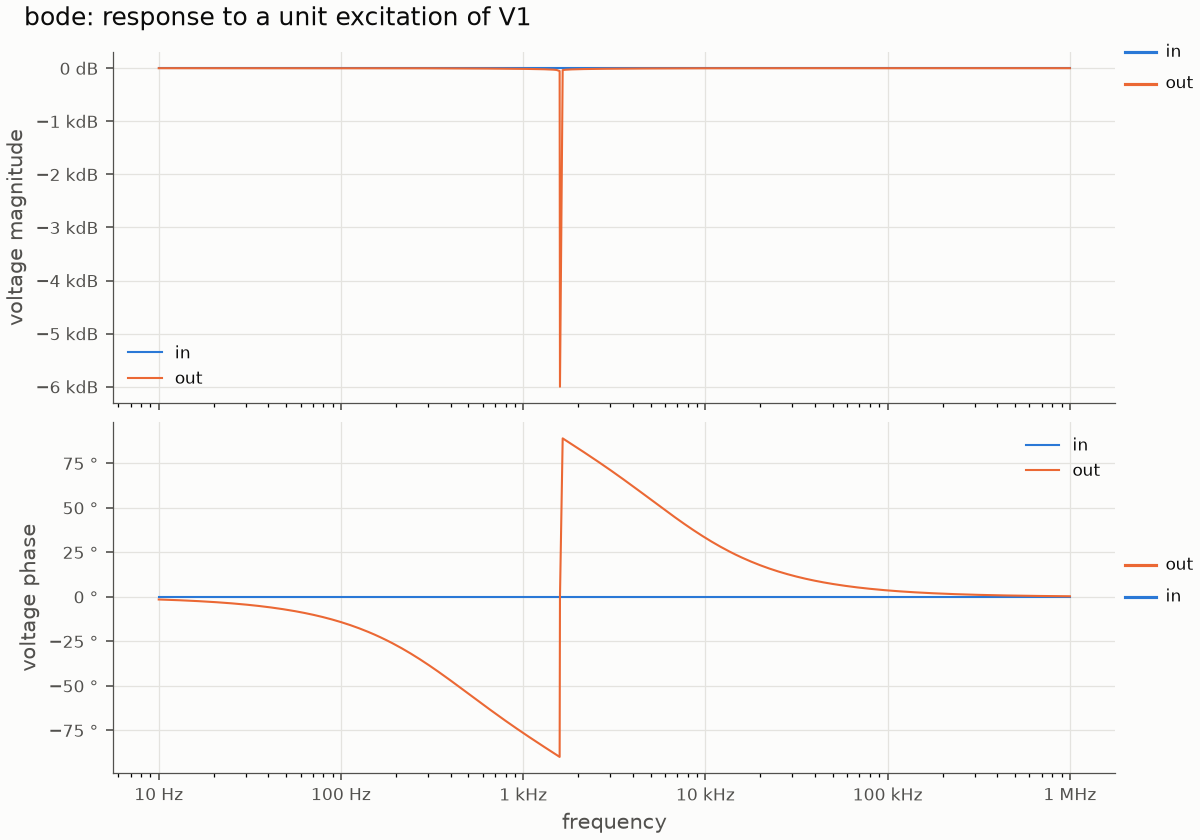 bode: response to a unit excitation of V1
in
out
voltage magnitude
0 dB
−1 kdB
−2 kdB
−3 kdB
−4 kdB
−5 kdB
−6 kdB
in
out
voltage phase
75 °
50 °
25 °
0 °
−25 °
−50 °
−75 °
in
out
out
in
10 Hz
100 Hz
1 kHz
10 kHz
100 kHz
1 MHz
frequency